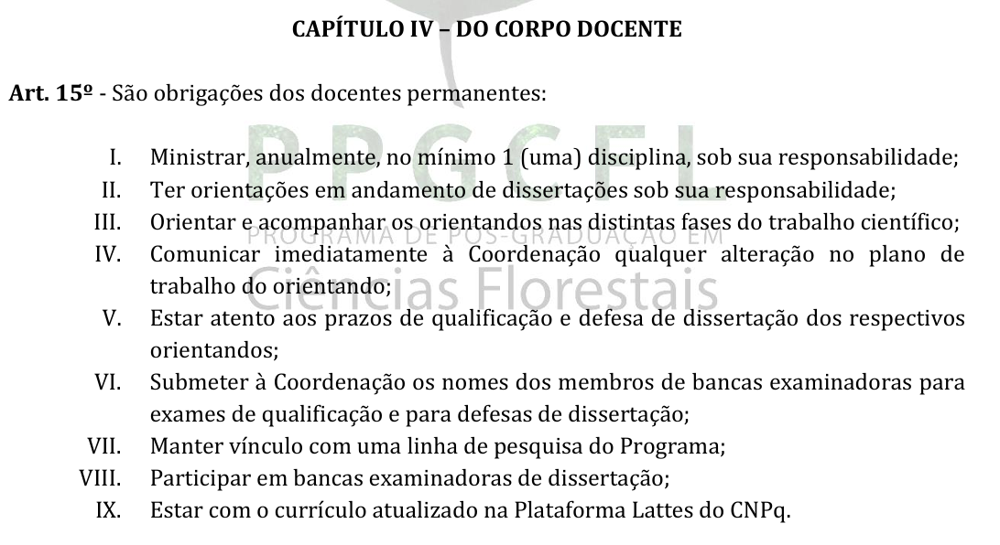 CAPÍTULO IV – DO CORPO DOCENTE
Art. 15º - São obrigações dos docentes permanentes:
I. Ministrar, anualmente, no mínimo 1 (uma) disciplina, sob sua responsabilidade;
II. Ter orientações em andamento de dissertações sob sua responsabilidade;
III. Orientar e acompanhar os orientandos nas distintas fases do trabalho científico;
IV. Comunicar imediatamente à Coordenação qualquer alteração no plano de
trabalho do orientando;
V. Estar atento aos prazos de qualificação e defesa de dissertação dos respectivos
orientandos;
VI. Submeter à Coordenação os nomes dos membros de bancas examinadoras para
exames de qualificação e para defesas de dissertação;
VII. Manter vínculo com uma linha de pesquisa do Programa;
VIII. Participar em bancas examinadoras de dissertação;
IX. Estar com o currículo atualizado na Plataforma Lattes do CNPq.
PPGCFL
PROGRAMA DE PÓS-GRADUAÇÃO EM
Ciências Florestais